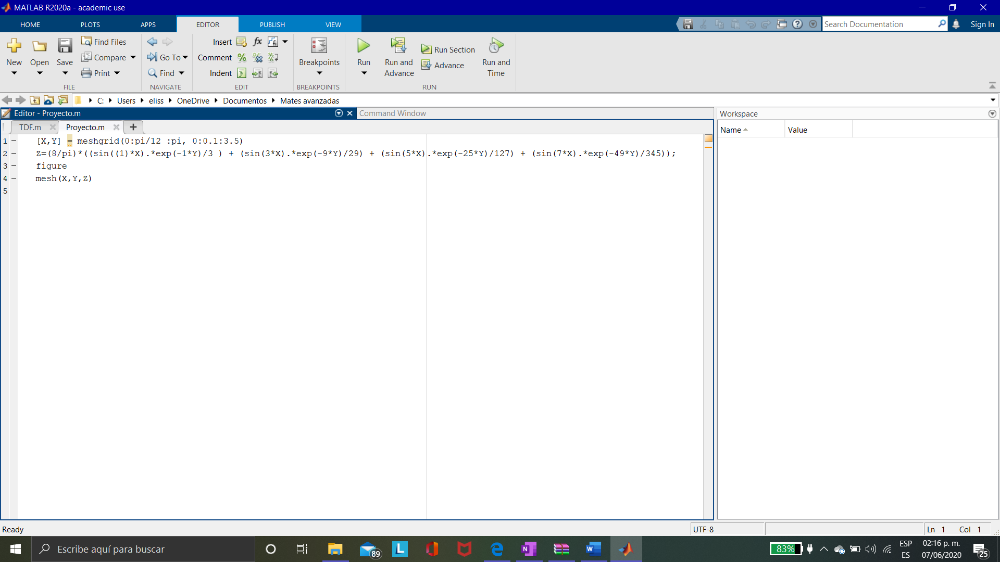 MATLAB R2020a - academic use
HOME PLOTS APPS EDITOR PUBLISH VIEW Search Documentation Sign In
New Open Save Find Files Compare Print FILE
Go To Find NAVIGATE
Insert fx fi Comment Indent EDIT
Breakpoints BREAKPOINTS
Run Run and Advance Run Section Advance Run and Time RUN
C: Users eliss OneDrive Documentos Mates avanzadas
Editor - Proyecto.m
Command Window
Workspace
TDF.m Proyecto.m +
Name Value
1 [X,Y] = meshgrid(0:pi/12 :pi, 0:0.1:3.5)
2 Z=(8/pi)*((sin((1)*X).*exp(-1*Y)/3 ) + (sin(3*X).*exp(-9*Y)/29) + (sin(5*X).*exp(-25*Y)/127) + (sin(7*X).*exp(-49*Y)/345));
3 figure
4 mesh(X,Y,Z)
5
Ready UTF-8 Ln 1 Col 1
Escribe aquí para buscar 89 L N W 83% ESP ES 02:16 p. m. 07/06/2020 25